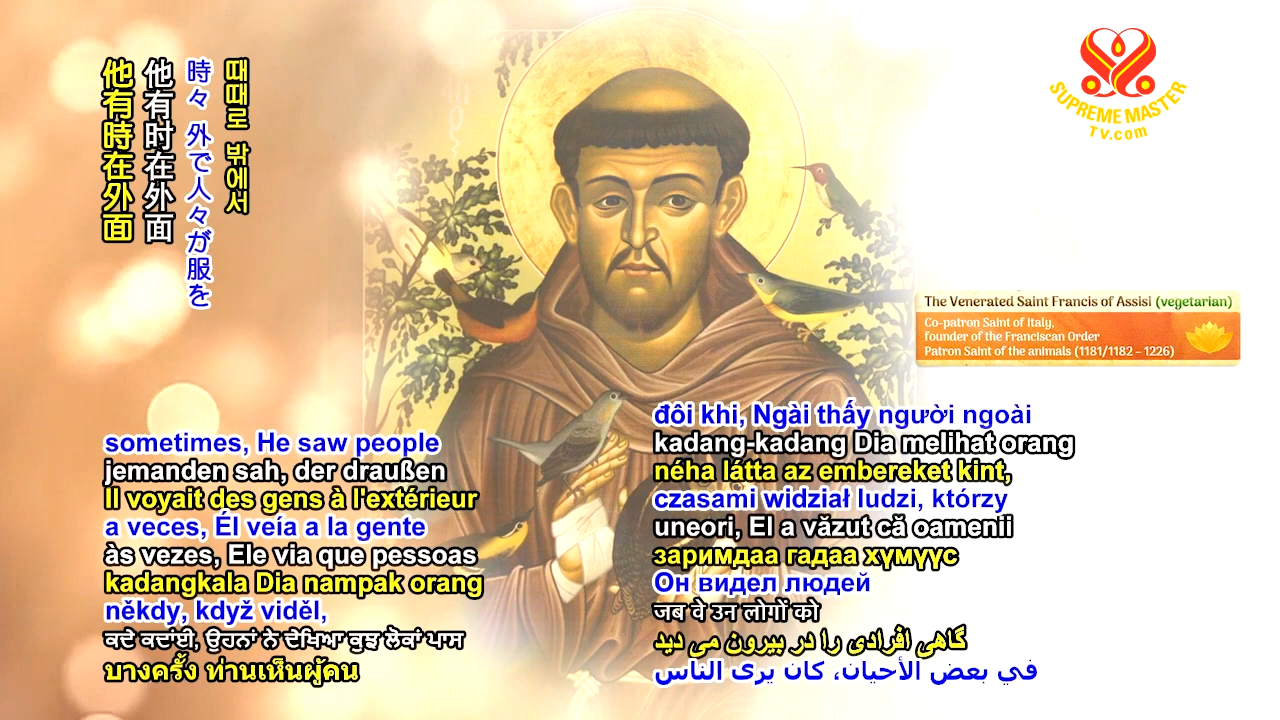 他有時在外面
他有时在外面
時々 外で人々が服を
때때로 밖에서
SUPREME MASTER
TV.com
The Venerated Saint Francis of Assisi (vegetarian)
Co-patron Saint of Italy,
founder of the Franciscan Order
Patron Saint of the animals (1181/1182 – 1226)
sometimes, He saw people
jemanden sah, der draußen
Il voyait des gens à l'extérieur
a veces, Él veía a la gente
às vezes, Ele via que pessoas
kadangkala Dia nampak orang
někdy, když viděl,
ਕਦੇ ਕਦਾਂਈ, ਉਹਨਾਂ ਨੇ ਦੇਖਿਆ ਕੁਝ ਲੋਕਾਂ ਪਾਸ
บางครั้ง ท่านเห็นผู้คน
đôi khi, Ngài thấy người ngoài
kadang-kadang Dia melihat orang
néha látta az embereket kint,
czasami widział ludzi, którzy
uneori, El a văzut că oamenii
заримдаа гадаа хүмүүс
Он видел людей
जब वे उन लोगों को
گاهی افرادی را در بیرون می دید
في بعض الأحيان، كان يرى الناس